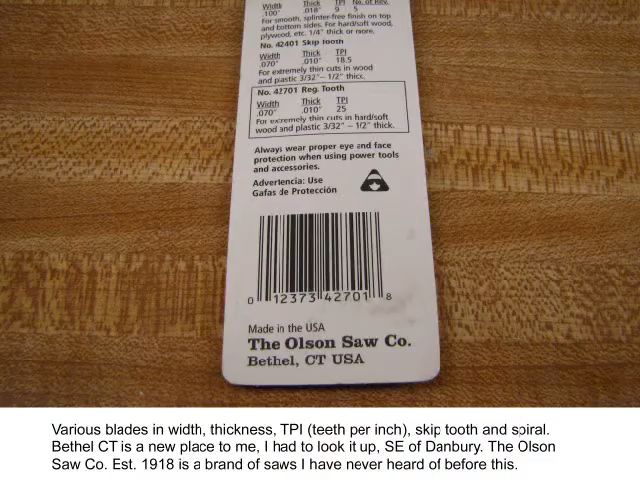 Width Thick TPI No. of Rev.
.100" .018" 9 5
For smooth, splinter-free finish on top
and bottom sides. For hard/soft wood,
plywood, etc. 1/4" thick or more.
No. 42401 Skip Tooth
Width Thick TPI
.070" .010" 18.5
For extremely thin cuts in wood
and plastic 3/32" – 1/2" thick.
No. 42701 Reg. Tooth
Width Thick TPI
.070" .010" 25
For extremely thin cuts in hard/soft
wood and plastic 3/32" – 1/2" thick.
Always wear proper eye and face
protection when using power tools
and accessories.
Adverlencia: Use
Gafas de Protección
0 12373 42701 8
Made in the USA
The Olson Saw Co.
Bethel, CT USA
Various blades in width, thickness, TPI (teeth per inch), skip tooth and spiral.
Bethel CT is a new place to me, I had to look it up, SE of Danbury. The Olson
Saw Co. Est. 1918 is a brand of saws I have never heard of before this.